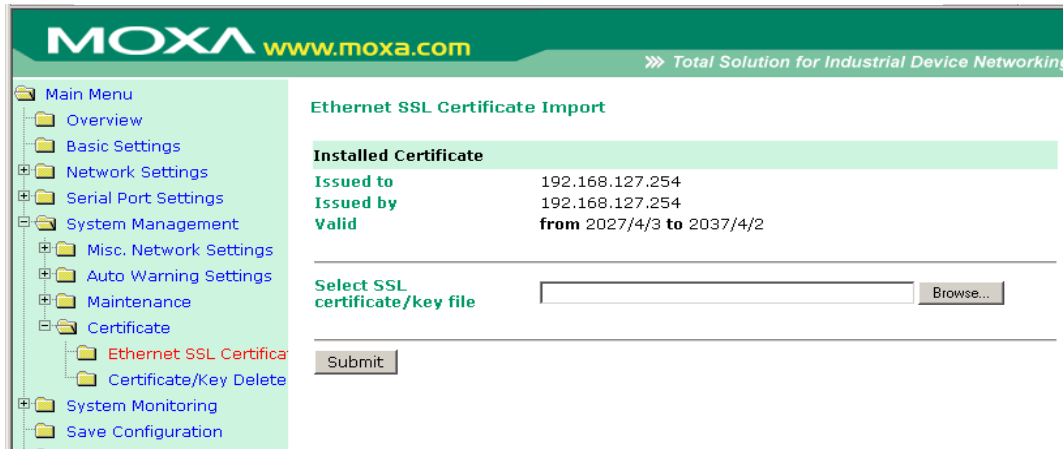 MOXA www.moxa.com
Total Solution for Industrial Device Networking
Main Menu
Overview
Basic Settings
Network Settings
Serial Port Settings
System Management
Misc. Network Settings
Auto Warning Settings
Maintenance
Certificate
Ethernet SSL Certifica
Certificate/Key Delete
System Monitoring
Save Configuration
Ethernet SSL Certificate Import
Installed Certificate
Issued to 192.168.127.254
Issued by 192.168.127.254
Valid from 2027/4/3 to 2037/4/2
Select SSL
certificate/key file Browse...
Submit